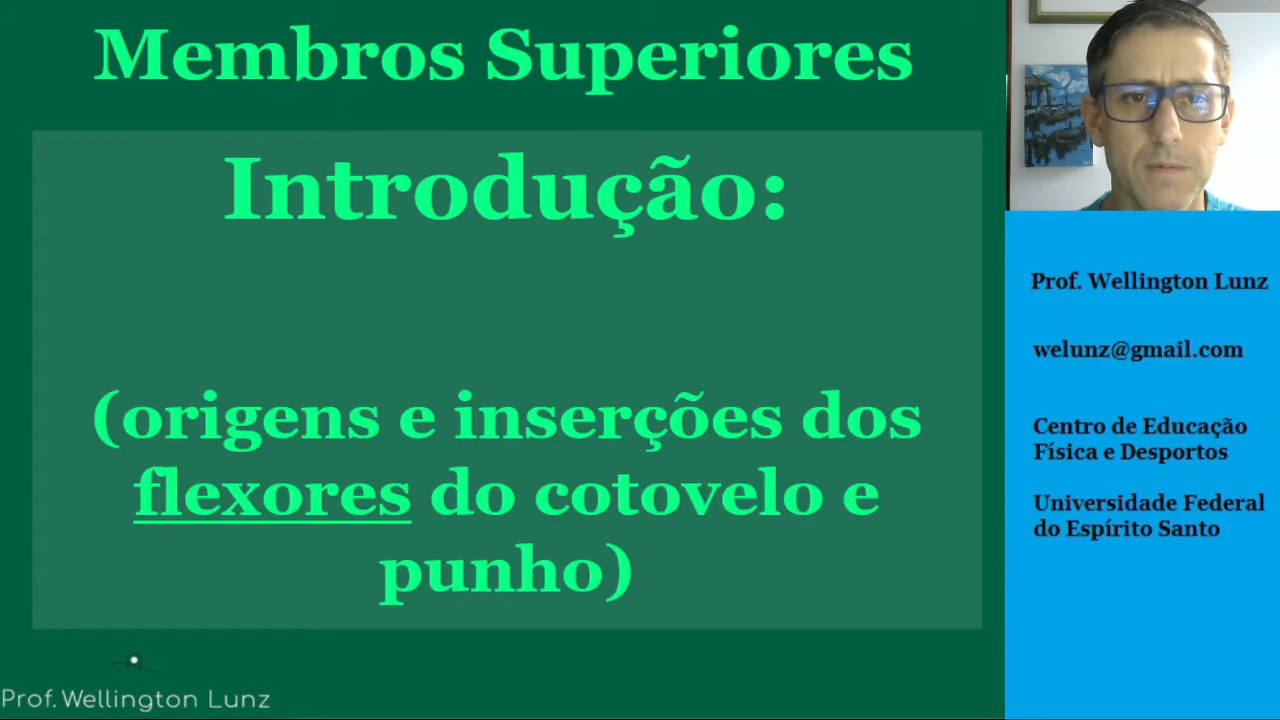 Membros Superiores
Introdução:
(origens e inserções dos
flexores do cotovelo e
punho)
Prof. Wellington Lunz
Prof. Wellington Lunz
welunz@gmail.com
Centro de Educação
Física e Desportos
Universidade Federal
do Espírito Santo